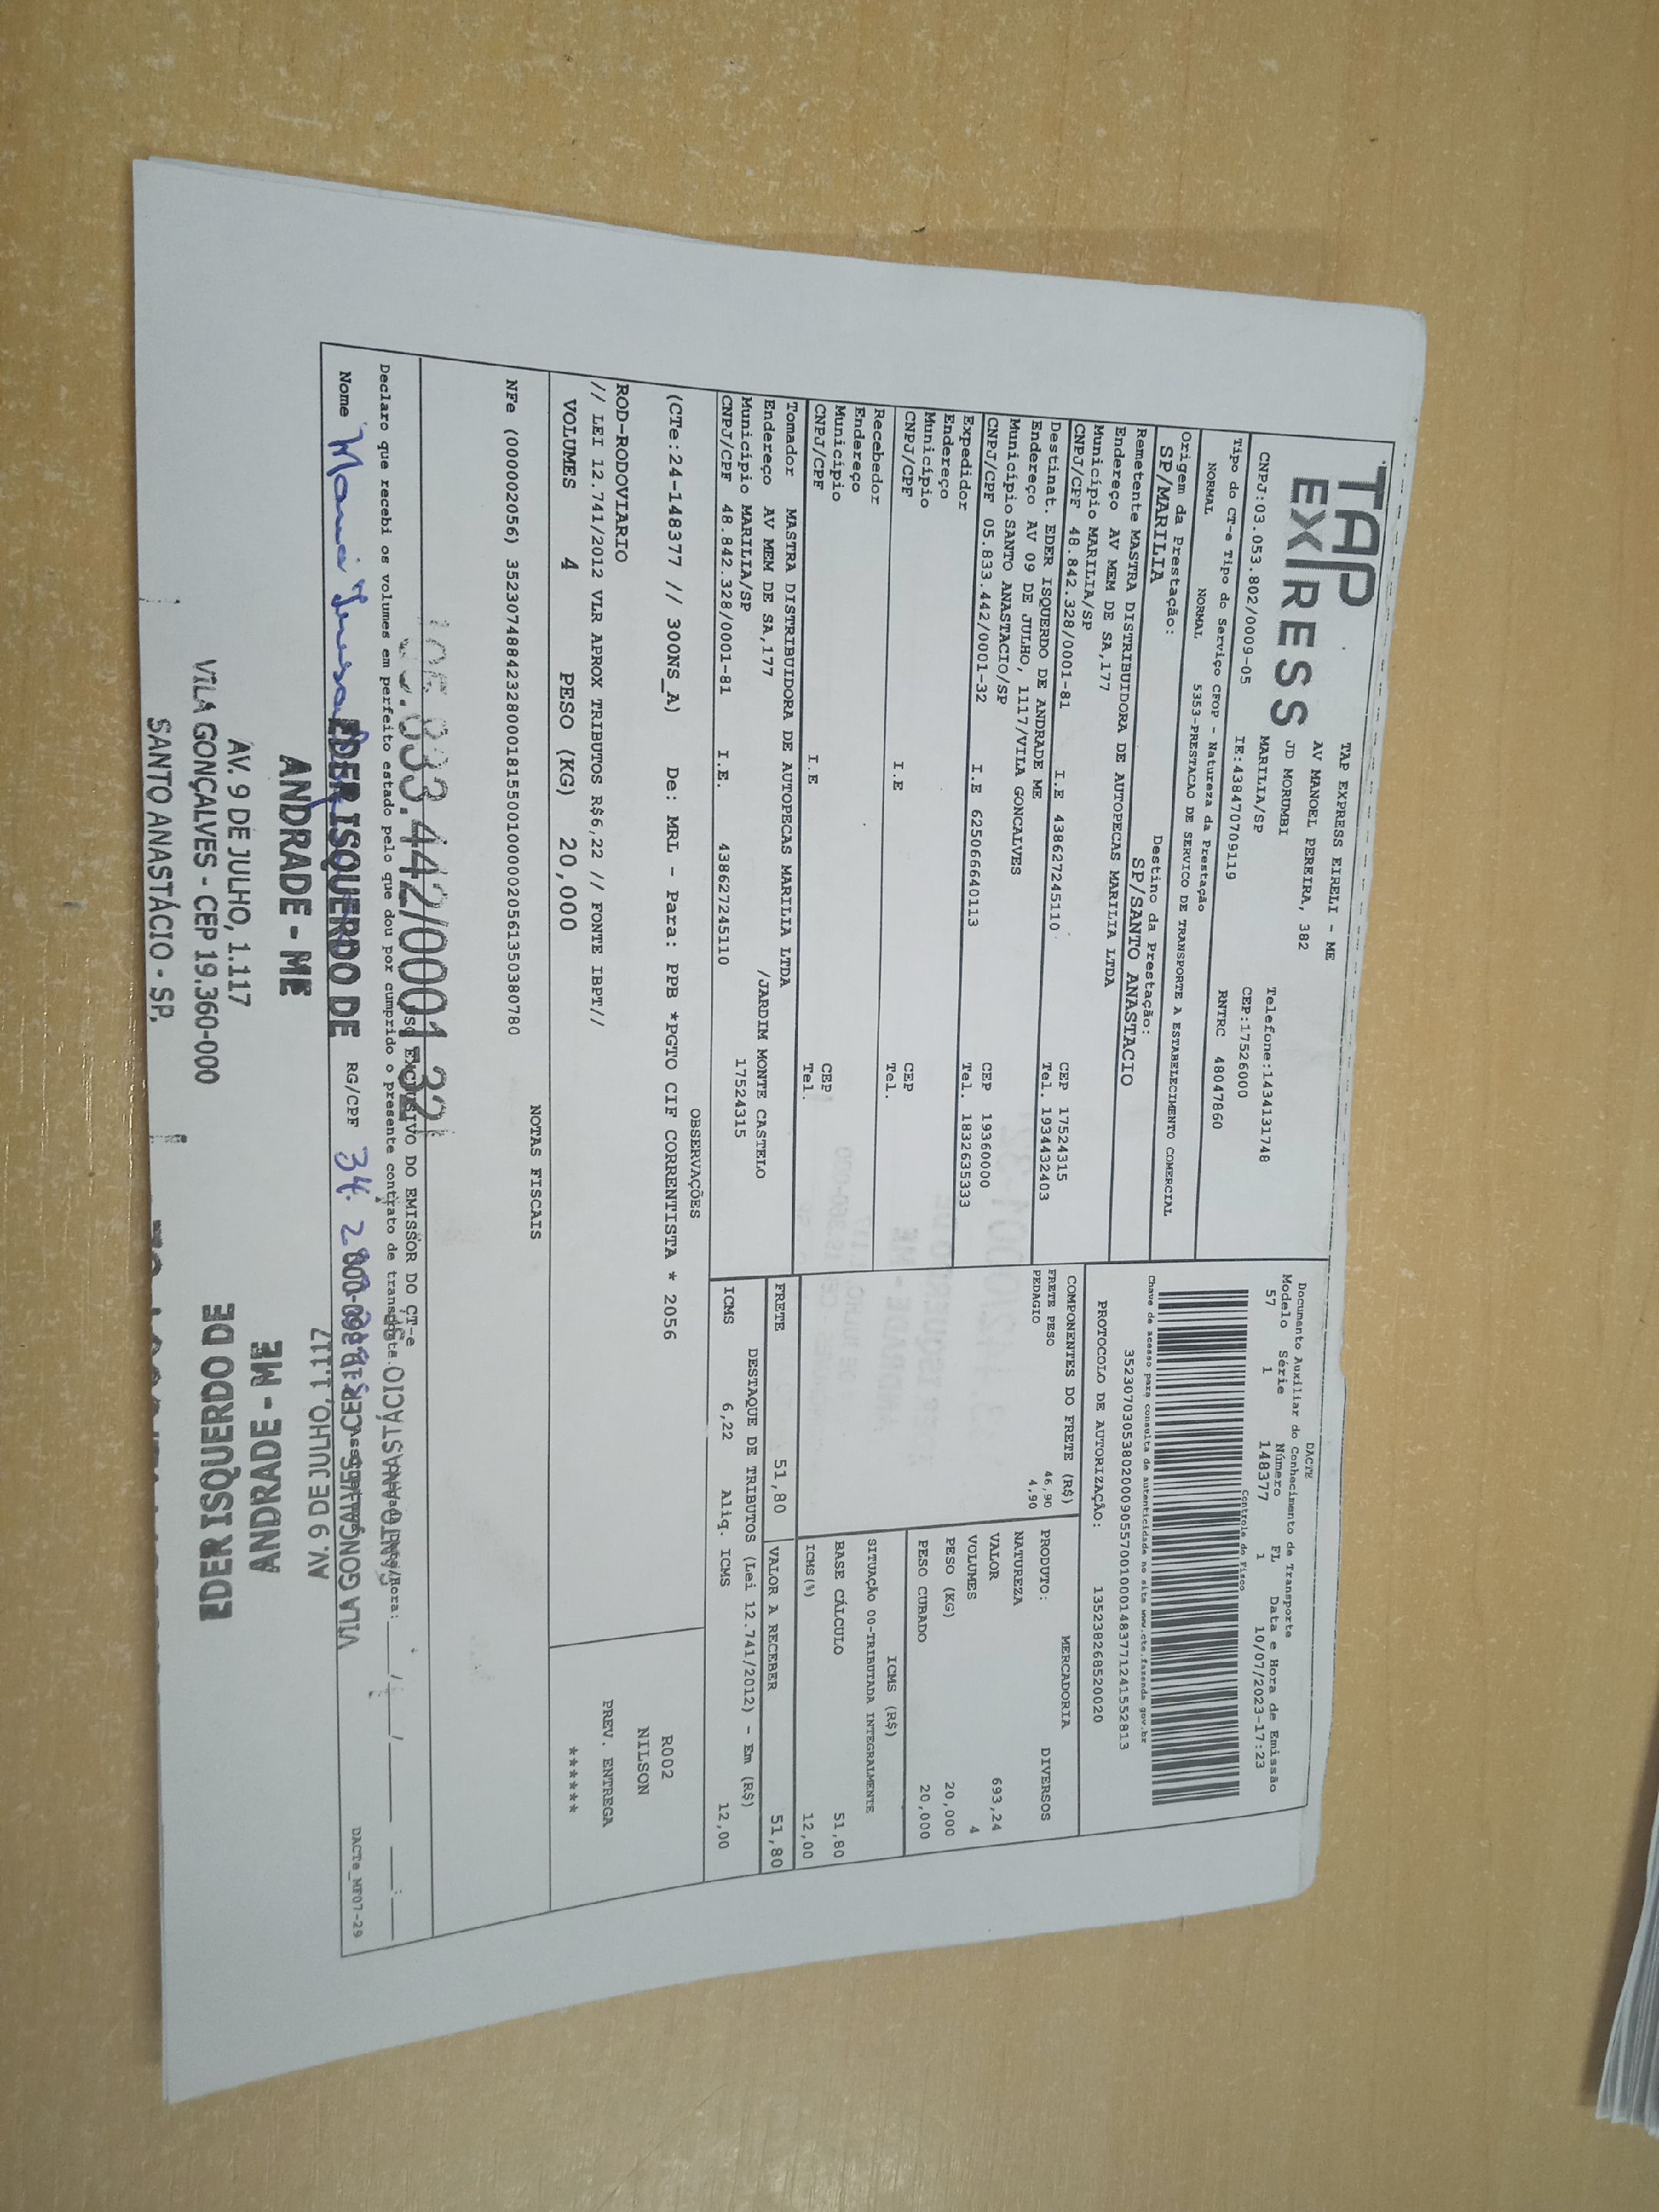 TAP
EXPRESS
TAP EXPRESS EIRELI - ME
AV MANOEL PEREIRA, 382
JD MORUMBI
MARILIA/SP
Telefone:1434131748
CEP:17526000
CNPJ:03.053.802/0009-05 IE:438470709119 RNTRC 48047860
Tipo do CT-e Tipo do Serviço CFOP - Natureza da Prestação
NORMAL NORMAL 5353-PRESTACAO DE SERVICO DE TRANSPORTE A ESTABELECIMENTO COMERCIAL
Origem da Prestação: Destino da Prestação:
SP/MARILIA SP/SANTO ANASTACIO
DACTE
Documento Auxiliar do Conhecimento de Transporte
Modelo Série Número FL Data e Hora de Emissão
57 1 148377 1 10/07/2023-17:23
Controle do Fisco
Chave de acesso para consulta de autenticidade no site www.cte.fazenda.gov.br
35230703053802000905570010001483771241552813
PROTOCOLO DE AUTORIZAÇÃO: 135238268520020
Remetente MASTRA DISTRIBUIDORA DE AUTOPECAS MARILIA LTDA
Endereço AV MEM DE SA,177
Município MARILIA/SP CEP 17524315
CNPJ/CPF 48.842.328/0001-81 I.E 438627245110 Tel. 1934432403
Destinat. EDER ISQUERDO DE ANDRADE ME
Endereço AV 09 DE JULHO, 1117/VILA GONCALVES
Município SANTO ANASTACIO/SP CEP 19360000
CNPJ/CPF 05.833.442/0001-32 I.E 625066640113 Tel. 1832635333
Expedidor
Endereço
Município CEP
CNPJ/CPF I.E Tel.
Recebedor
Endereço
Município CEP
CNPJ/CPF I.E Tel.
Tomador MASTRA DISTRIBUIDORA DE AUTOPECAS MARILIA LTDA
Endereço AV MEM DE SA,177 /JARDIM MONTE CASTELO
Município MARILIA/SP 17524315
CNPJ/CPF 48.842.328/0001-81 I.E. 438627245110
COMPONENTES DO FRETE (R$)
FRETE PESO 46,90
PEDAGIO 4,90
MERCADORIA
PRODUTO: DIVERSOS
NATUREZA
VALOR 693,24
VOLUMES 4
PESO (KG) 20,000
PESO CUBADO 20,000
ICMS (R$)
SITUAÇÃO 00-TRIBUTADA INTEGRALMENTE
BASE CÁLCULO 51,80
ICMS(%) 12,00
FRETE 51,80 VALOR A RECEBER 51,80
DESTAQUE DE TRIBUTOS (Lei 12.741/2012) - Em (R$)
ICMS 6,22 Aliq. ICMS 12,00
OBSERVAÇÕES
(CTe:24-148377 // 300NS_A) De: MRL - Para: PPB *PGTO CIF CORRENTISTA * 2056
ROD-RODOVIARIO
// LEI 12.741/2012 VLR APROX TRIBUTOS R$6,22 // FONTE IBPT//
R002
NILSON
VOLUMES 4 PESO (KG) 20,000
PREV. ENTREGA
******
NOTAS FISCAIS
NFe (000002056) 35230748842328000181550010000020561350380780
USO EXCLUSIVO DO EMISSOR DO CT-e
Declaro que recebi os volumes em perfeito estado pelo que dou por cumprido o presente contrato de transporte.
Nome RG/CPF
DACTe_MF07-29
05.833.442/0001-32
EDER ISQUERDO DE
ANDRADE - ME
AV. 9 DE JULHO, 1.117
VILA GONÇALVES - CEP 19.360-000
SANTO ANASTÁCIO - SP.
EDER ISQUERDO DE
ANDRADE - ME
AV. 9 DE JULHO, 1.117